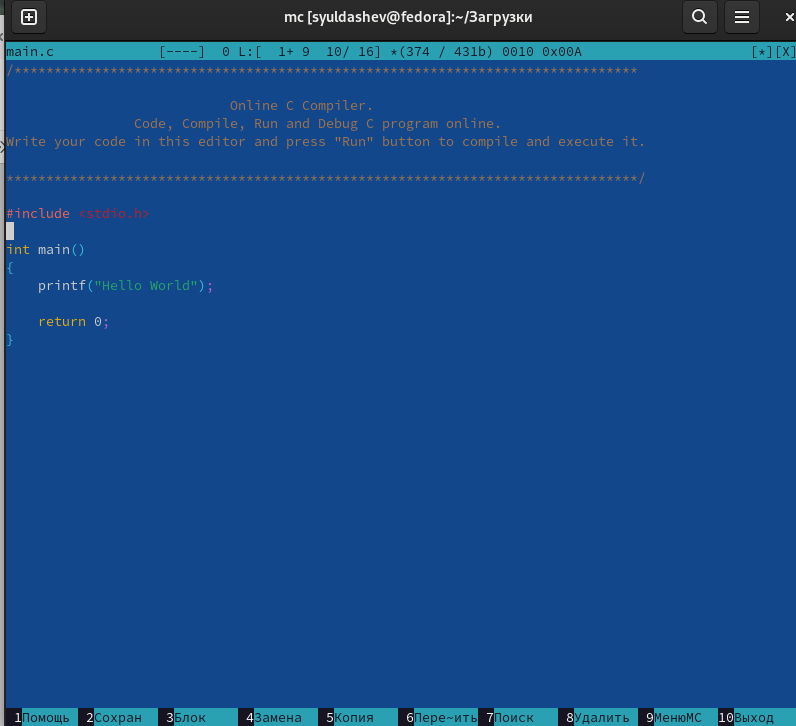 mc [syuldashev@fedora]:~/Загрузки
main.c             [----]  0 L:[  1+ 9  10/ 16] *(374 / 431b) 0010 0x00A                     [*][X]
/******************************************************************************

                            Online C Compiler.
                Code, Compile, Run and Debug C program online.
Write your code in this editor and press "Run" button to compile and execute it.

*******************************************************************************/

#include <stdio.h>

int main()
{
    printf("Hello World");

    return 0;
}
1Помощь 2Сохран 3Блок 4Замена 5Копия 6Пере~ить 7Поиск 8Удалить 9МенюMC 10Выход